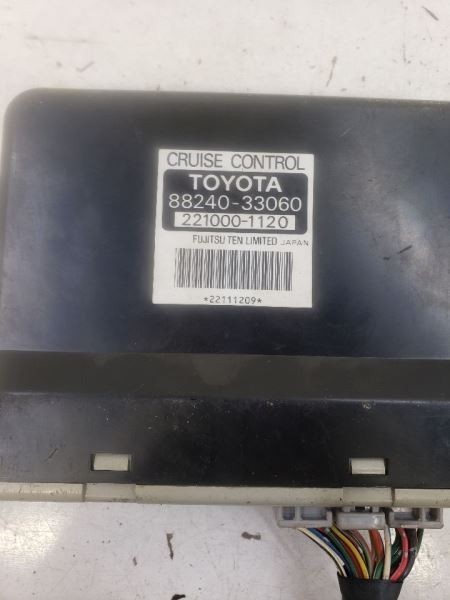 CRUISE CONTROL
TOYOTA
88240-33060
221000-1120
FUJITSU TEN LIMITED JAPAN
*22111209*